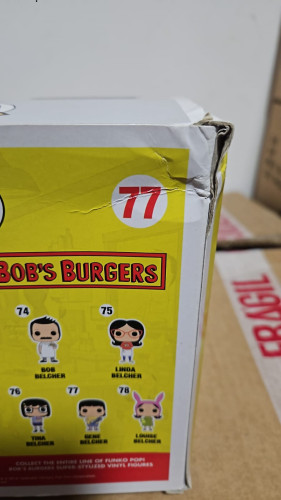 77
BOB'S BURGERS
74 75
BOB BELCHER
LINDA BELCHER
76 77 78
TINA BELCHER
GENE BELCHER
LOUISE BELCHER
COLLECT THE ENTIRE LINE OF FUNKO POP!
BOB'S BURGERS SUPER STYLIZED VINYL FIGURES
FRAGIL